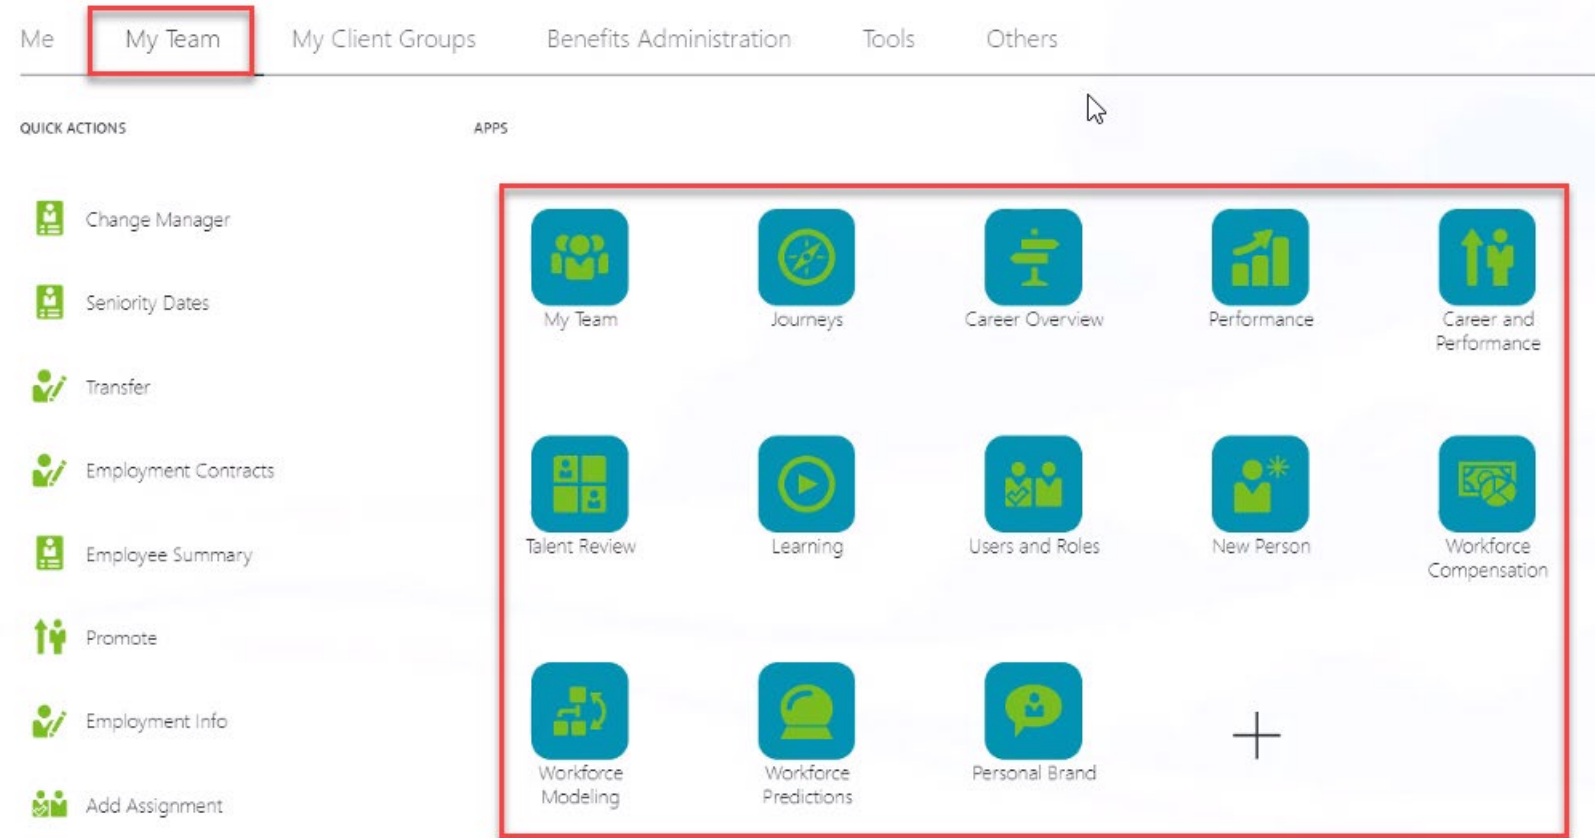 Me My Team My Client Groups Benefits Administration Tools Others
QUICK ACTIONS
Change Manager
Seniority Dates
Transfer
Employment Contracts
Employee Summary
Promote
Employment Info
Add Assignment
APPS
My Team
Journeys
Career Overview
Performance
Career and
Performance
Talent Review
Learning
Users and Roles
New Person
Workforce
Compensation
Workforce
Modeling
Workforce
Predictions
Personal Brand